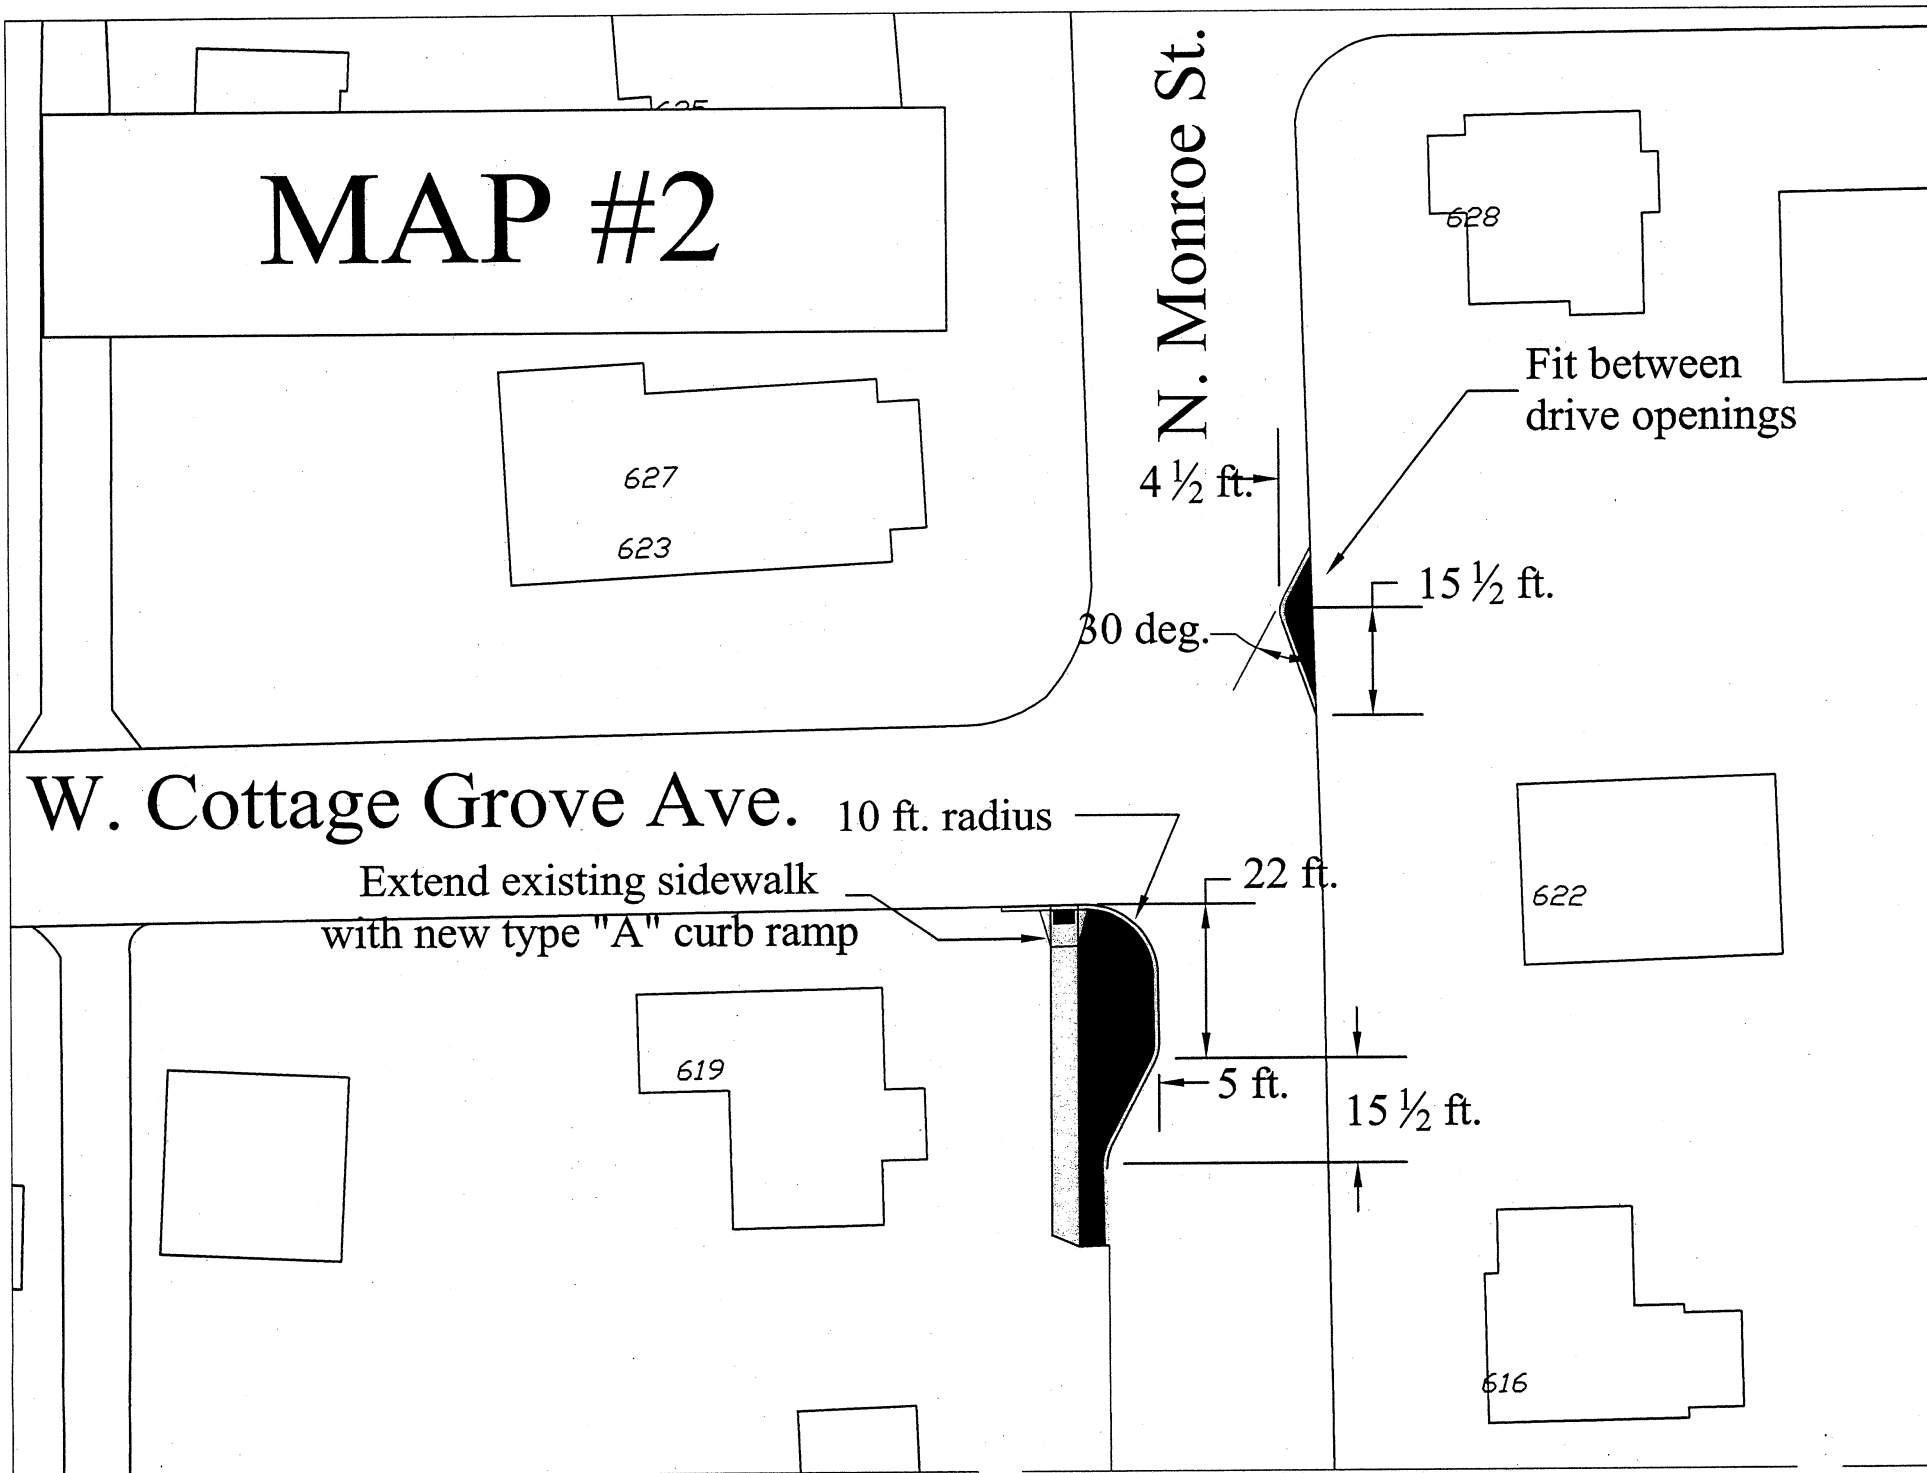 625
MAP #2
N. Monroe St.
628
Fit between
drive openings
627
623
4 ½ ft.
15 ½ ft.
30 deg.
W. Cottage Grove Ave.
10 ft. radius
Extend existing sidewalk
with new type "A" curb ramp
22 ft.
622
619
5 ft.
15 ½ ft.
616